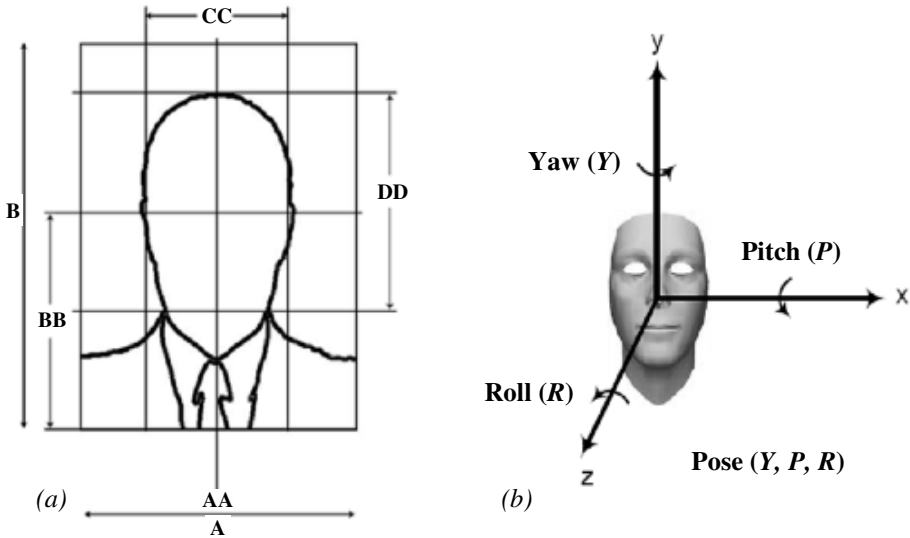 CC
B
DD
BB
(a)
AA
A
y
Yaw (Y)
Pitch (P)
x
Roll (R)
z
Pose (Y, P, R)
(b)